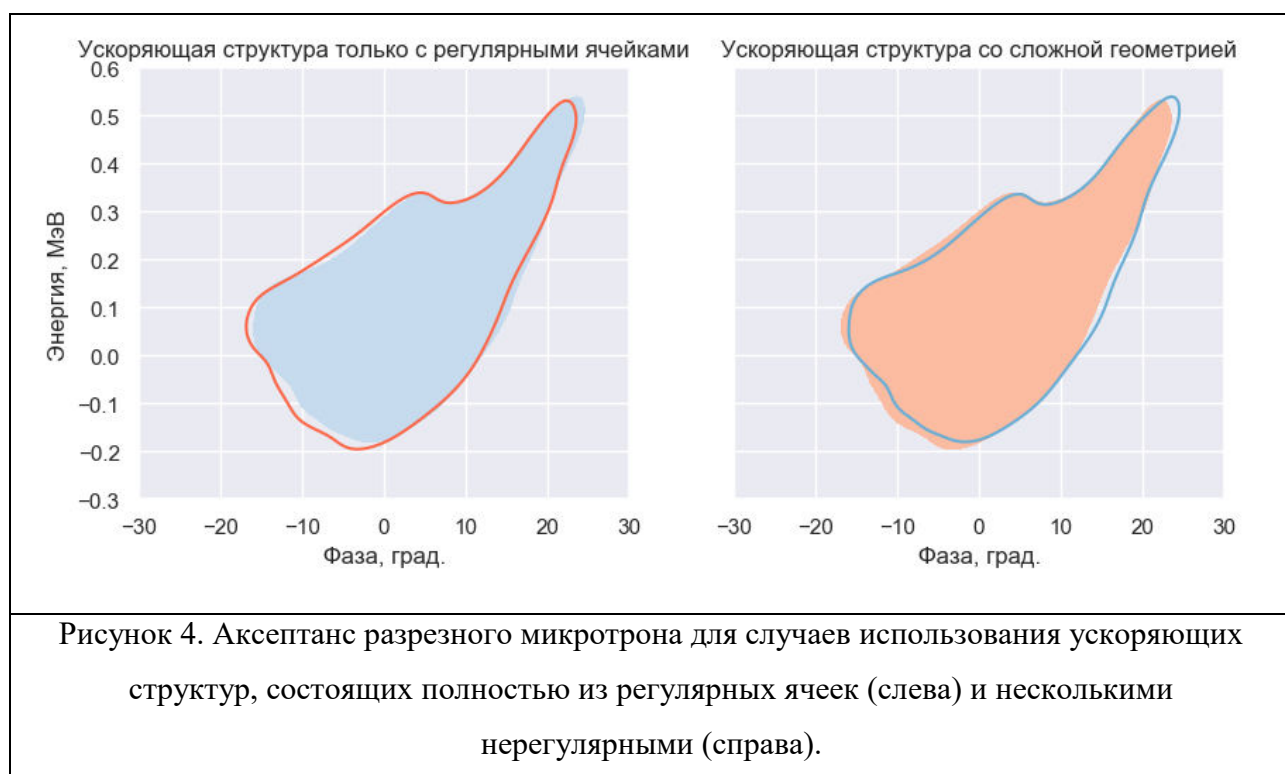 Ускоряющая структура только с регулярными ячейками
Ускоряющая структура со сложной геометрией
0.6
0.5
0.4
0.3
0.2
0.1
0.0
−0.1
−0.2
−0.3
Энергия, МэВ
−30 −20 −10 0 10 20 30
Фаза, град.
−30 −20 −10 0 10 20 30
Фаза, град.
Рисунок 4. Аксептанс разрезного микротрона для случаев использования ускоряющих
структур, состоящих полностью из регулярных ячеек (слева) и несколькими
нерегулярными (справа).